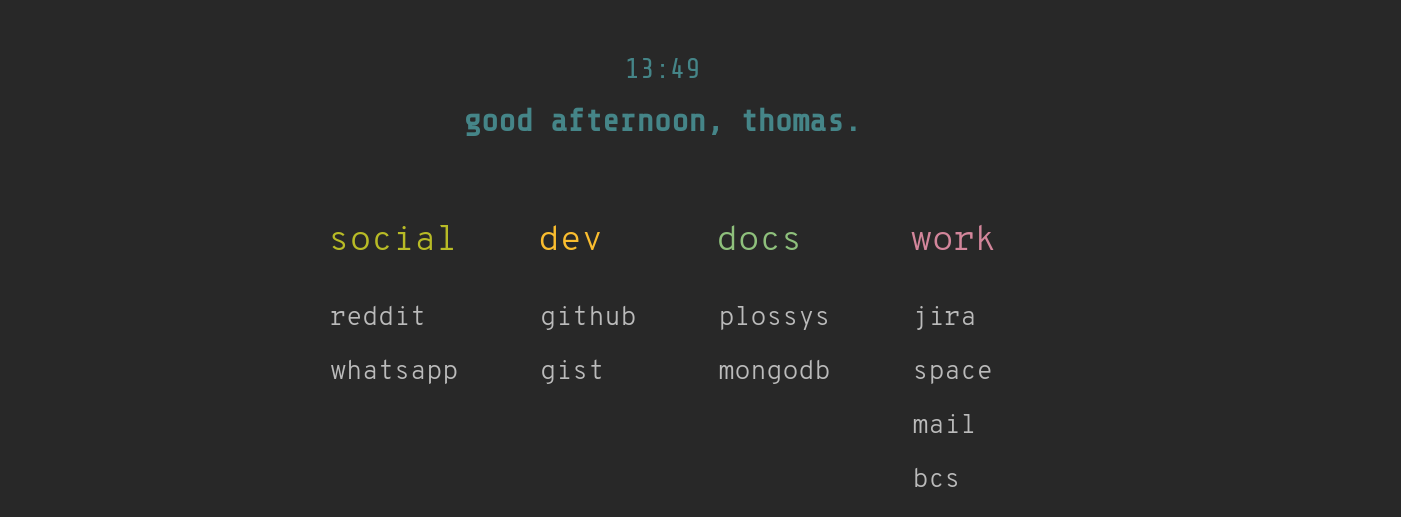 13:49
good afternoon, thomas.
social dev docs work
reddit github plossys jira
whatsapp gist mongodb space
mail
bcs